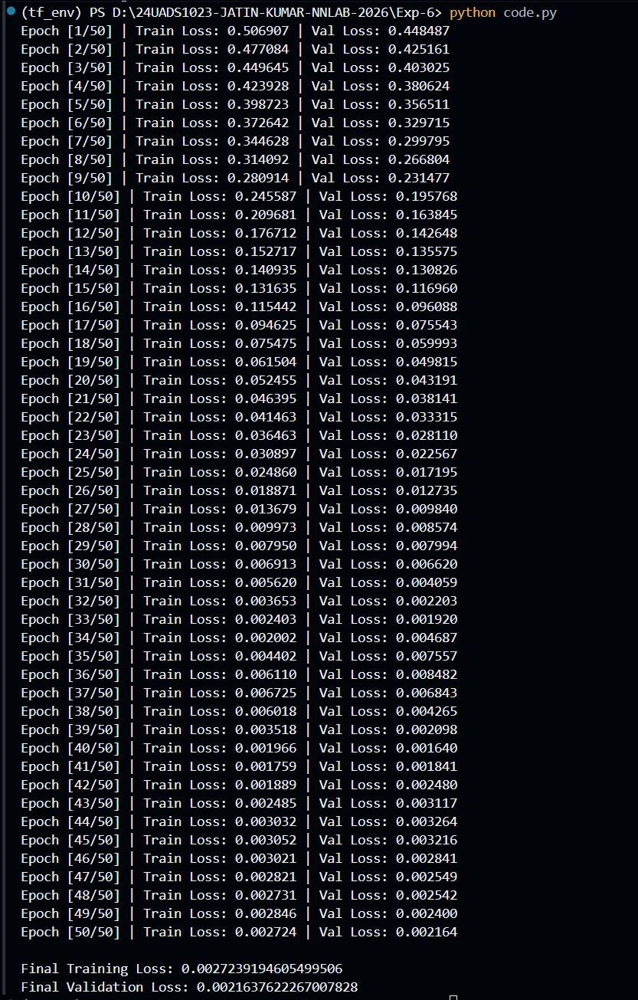 (tf_env) PS D:\24UADS1023-JATIN-KUMAR-NNLAB-2026\Exp-6> python code.py
Epoch [1/50] | Train Loss: 0.506907 | Val Loss: 0.448487
Epoch [2/50] | Train Loss: 0.477084 | Val Loss: 0.425161
Epoch [3/50] | Train Loss: 0.449645 | Val Loss: 0.403025
Epoch [4/50] | Train Loss: 0.423928 | Val Loss: 0.380624
Epoch [5/50] | Train Loss: 0.398723 | Val Loss: 0.356511
Epoch [6/50] | Train Loss: 0.372642 | Val Loss: 0.329715
Epoch [7/50] | Train Loss: 0.344628 | Val Loss: 0.299795
Epoch [8/50] | Train Loss: 0.314092 | Val Loss: 0.266804
Epoch [9/50] | Train Loss: 0.280914 | Val Loss: 0.231477
Epoch [10/50] | Train Loss: 0.245587 | Val Loss: 0.195768
Epoch [11/50] | Train Loss: 0.209681 | Val Loss: 0.163845
Epoch [12/50] | Train Loss: 0.176712 | Val Loss: 0.142648
Epoch [13/50] | Train Loss: 0.152717 | Val Loss: 0.135575
Epoch [14/50] | Train Loss: 0.140935 | Val Loss: 0.130826
Epoch [15/50] | Train Loss: 0.131635 | Val Loss: 0.116960
Epoch [16/50] | Train Loss: 0.115442 | Val Loss: 0.096088
Epoch [17/50] | Train Loss: 0.094625 | Val Loss: 0.075543
Epoch [18/50] | Train Loss: 0.075475 | Val Loss: 0.059993
Epoch [19/50] | Train Loss: 0.061504 | Val Loss: 0.049815
Epoch [20/50] | Train Loss: 0.052455 | Val Loss: 0.043191
Epoch [21/50] | Train Loss: 0.046395 | Val Loss: 0.038141
Epoch [22/50] | Train Loss: 0.041463 | Val Loss: 0.033315
Epoch [23/50] | Train Loss: 0.036463 | Val Loss: 0.028110
Epoch [24/50] | Train Loss: 0.030897 | Val Loss: 0.022567
Epoch [25/50] | Train Loss: 0.024860 | Val Loss: 0.017195
Epoch [26/50] | Train Loss: 0.018871 | Val Loss: 0.012735
Epoch [27/50] | Train Loss: 0.013679 | Val Loss: 0.009840
Epoch [28/50] | Train Loss: 0.009973 | Val Loss: 0.008574
Epoch [29/50] | Train Loss: 0.007950 | Val Loss: 0.007994
Epoch [30/50] | Train Loss: 0.006913 | Val Loss: 0.006620
Epoch [31/50] | Train Loss: 0.005620 | Val Loss: 0.004059
Epoch [32/50] | Train Loss: 0.003653 | Val Loss: 0.002203
Epoch [33/50] | Train Loss: 0.002403 | Val Loss: 0.001920
Epoch [34/50] | Train Loss: 0.002002 | Val Loss: 0.004687
Epoch [35/50] | Train Loss: 0.004402 | Val Loss: 0.007557
Epoch [36/50] | Train Loss: 0.006110 | Val Loss: 0.008482
Epoch [37/50] | Train Loss: 0.006725 | Val Loss: 0.006843
Epoch [38/50] | Train Loss: 0.006018 | Val Loss: 0.004265
Epoch [39/50] | Train Loss: 0.003518 | Val Loss: 0.002098
Epoch [40/50] | Train Loss: 0.001966 | Val Loss: 0.001640
Epoch [41/50] | Train Loss: 0.001759 | Val Loss: 0.001841
Epoch [42/50] | Train Loss: 0.001889 | Val Loss: 0.002480
Epoch [43/50] | Train Loss: 0.002485 | Val Loss: 0.003117
Epoch [44/50] | Train Loss: 0.003032 | Val Loss: 0.003264
Epoch [45/50] | Train Loss: 0.003052 | Val Loss: 0.003216
Epoch [46/50] | Train Loss: 0.003021 | Val Loss: 0.002841
Epoch [47/50] | Train Loss: 0.002821 | Val Loss: 0.002549
Epoch [48/50] | Train Loss: 0.002731 | Val Loss: 0.002542
Epoch [49/50] | Train Loss: 0.002846 | Val Loss: 0.002400
Epoch [50/50] | Train Loss: 0.002724 | Val Loss: 0.002164
Final Training Loss: 0.0027239194605499506
Final Validation Loss: 0.0021637622267007828